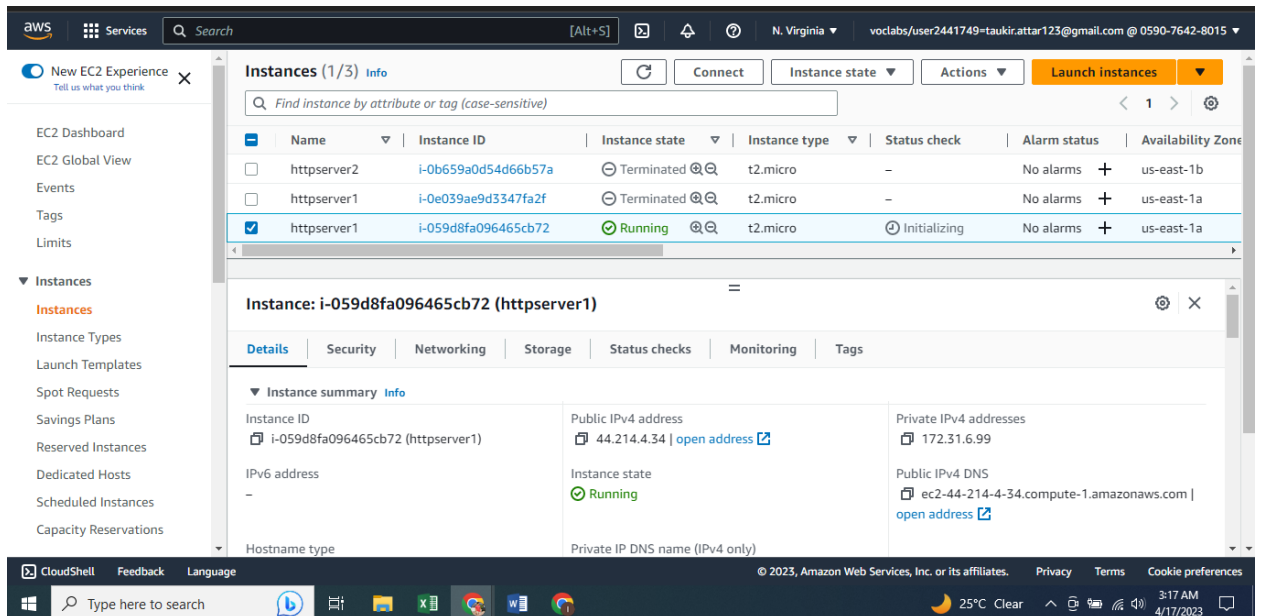 aws Services Search [Alt+S] N. Virginia ▼ voclabs/user2441749=taukir.attar123@gmail.com @ 0590-7642-8015 ▼
New EC2 Experience
Tell us what you think
EC2 Dashboard
EC2 Global View
Events
Tags
Limits
▼ Instances
Instances
Instance Types
Launch Templates
Spot Requests
Savings Plans
Reserved Instances
Dedicated Hosts
Scheduled Instances
Capacity Reservations
Instances (1/3) Info Connect Instance state ▼ Actions ▼ Launch instances ▼
Find instance by attribute or tag (case-sensitive) < 1 >
Name Instance ID Instance state Instance type Status check Alarm status Availability Zone
httpserver2 i-0b659a0d54d66b57a Terminated t2.micro – No alarms + us-east-1b
httpserver1 i-0e039ae9d3347fa2f Terminated t2.micro – No alarms + us-east-1a
httpserver1 i-059d8fa096465cb72 Running t2.micro Initializing No alarms + us-east-1a
Instance: i-059d8fa096465cb72 (httpserver1)
Details Security Networking Storage Status checks Monitoring Tags
▼ Instance summary Info
Instance ID Public IPv4 address Private IPv4 addresses
i-059d8fa096465cb72 (httpserver1) 44.214.4.34 | open address 172.31.6.99
IPv6 address Instance state Public IPv4 DNS
– Running ec2-44-214-4-34.compute-1.amazonaws.com |
open address
Hostname type Private IP DNS name (IPv4 only)
CloudShell Feedback Language © 2023, Amazon Web Services, Inc. or its affiliates. Privacy Terms Cookie preferences
Type here to search 25°C Clear 3:17 AM
4/17/2023